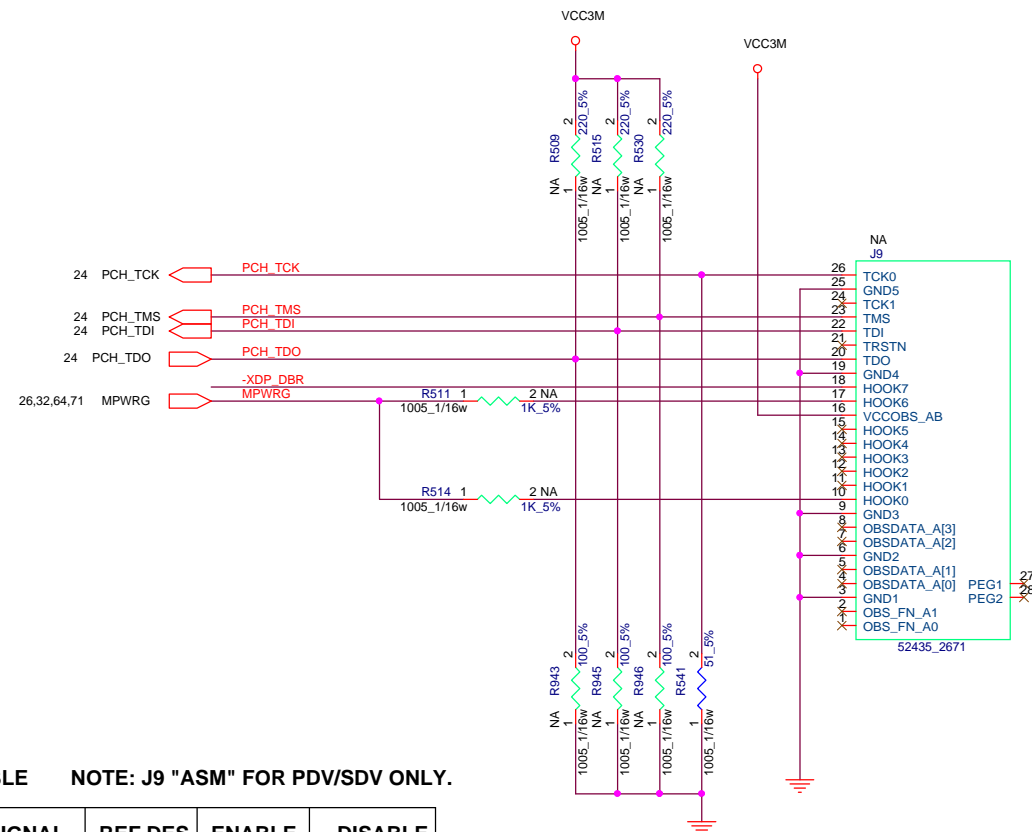 VCC3M
VCC3M
2 220_5%
R509
NA 1 1005_1/16w
2 220_5%
R515
NA 1 1005_1/16w
2 220_5%
R530
NA 1 1005_1/16w
NA
J9
24 PCH_TCK PCH_TCK 26 TCK0
25 GND5
24 TCK1
24 PCH_TMS PCH_TMS 23 TMS
24 PCH_TDI PCH_TDI 22 TDI
21 TRSTN
24 PCH_TDO PCH_TDO 20 TDO
19 GND4
-XDP_DBR 18 HOOK7
26,32,64,71 MPWRG MPWRG R511 1 2 NA 17 HOOK6
1005_1/16w 1K_5% 16 VCCOBS_AB
15 HOOK5
14 HOOK4
13 HOOK3
12 HOOK2
11 HOOK1
R514 1 2 NA 10 HOOK0
1005_1/16w 1K_5% 9 GND3
8 OBSDATA_A[3]
7 OBSDATA_A[2]
6 GND2
5 OBSDATA_A[1]
4 OBSDATA_A[0] PEG1 27
3 GND1 PEG2 28
2 OBS_FN_A1
1 OBS_FN_A0
52435_2671
2 100_5%
R943
NA 1 1005_1/16w
2 100_5%
R945
NA 1 1005_1/16w
2 100_5%
R946
NA 1 1005_1/16w
2 51_5%
R541
1 1005_1/16w
NOTE: J9 "ASM" FOR PDV/SDV ONLY.